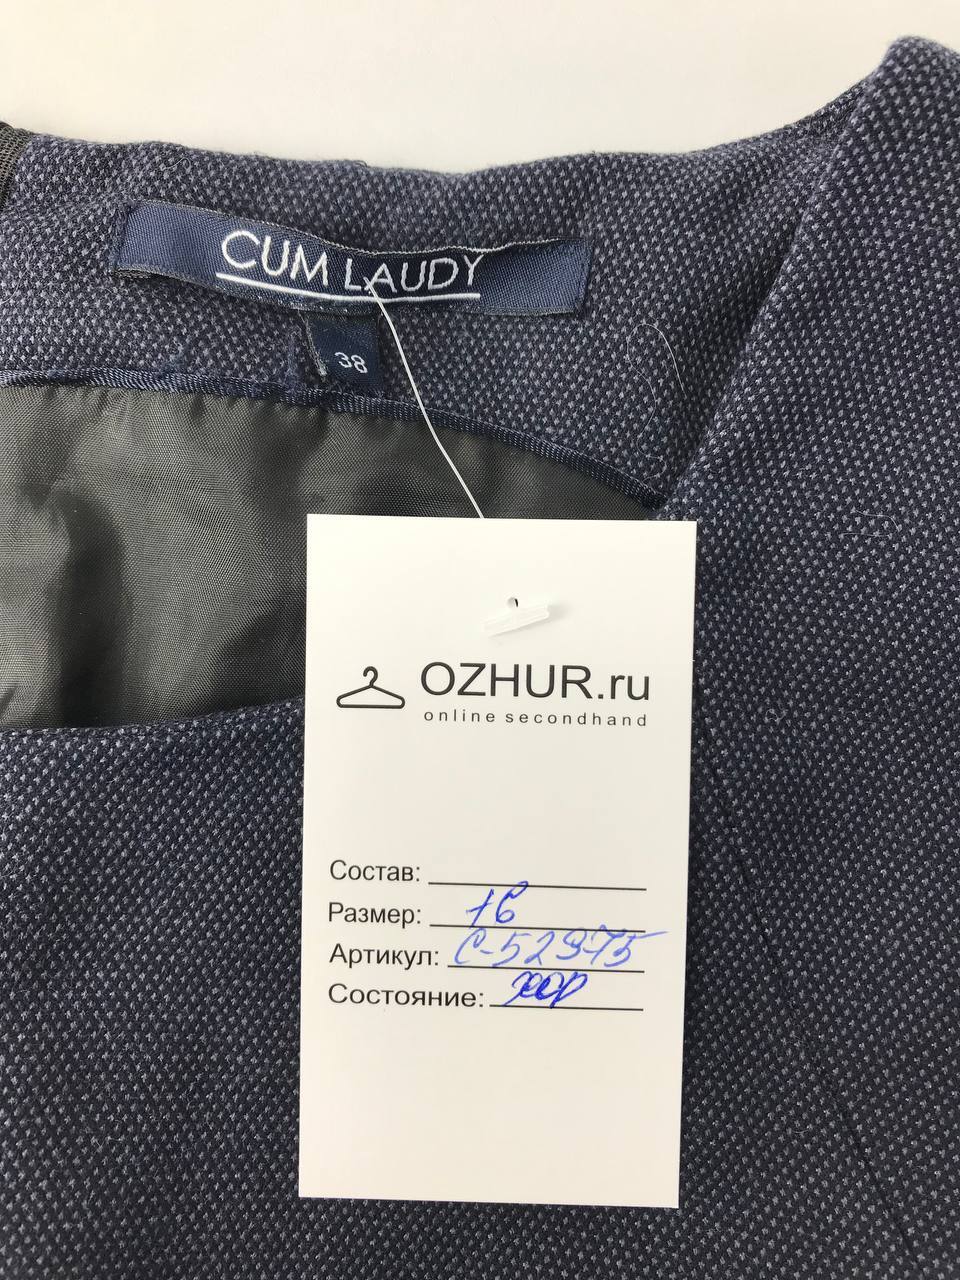 CUM LAUDY
38
OZHUR.ru
online secondhand
Состав:
Размер: 16
Артикул: С-52975
Состояние: хор